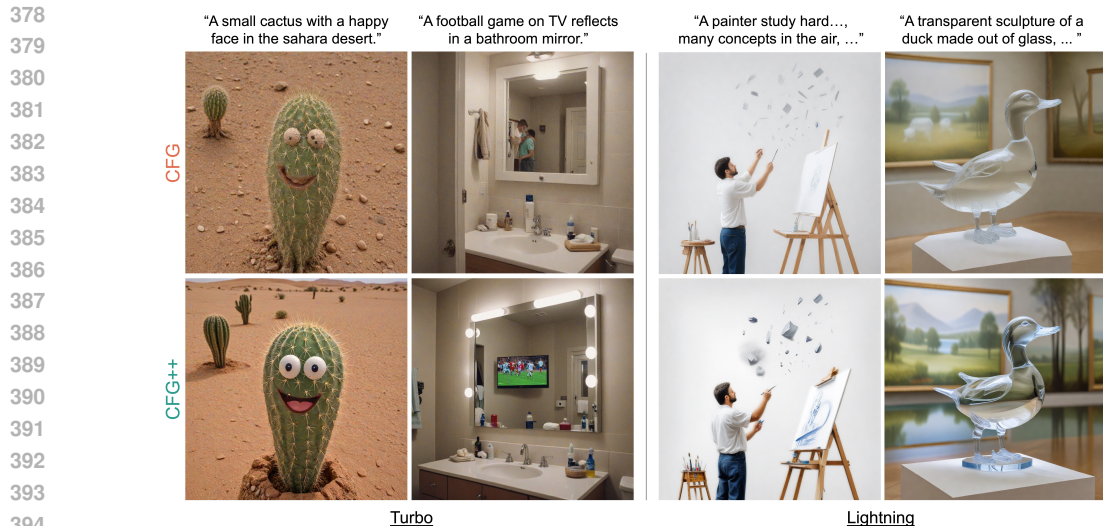 378
379
380
381
382
383
384
385
386
387
388
389
390
391
392
393
394
“A small cactus with a happy
face in the sahara desert.”
“A football game on TV reflects
in a bathroom mirror.”
“A painter study hard…,
many concepts in the air, …”
“A transparent sculpture of a
duck made out of glass, ... ”
CFG
CFG++
Turbo
Lightning